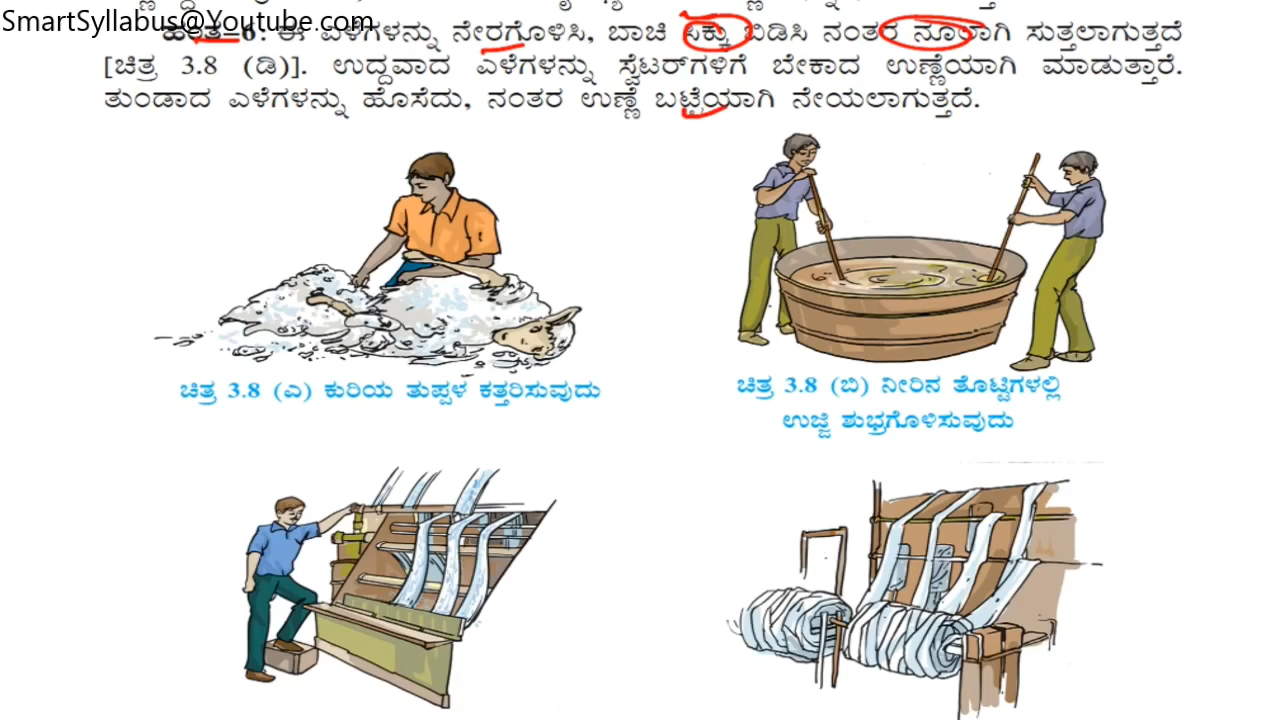 SmartSyllabus@Youtube.com
ಹಂತ–6: ಈ ಎಳೆಗಳನ್ನು ನೇರಗೊಳಿಸಿ, ಬಾಚಿ ಸಿಕ್ಕು ಬಿಡಿಸಿ ನಂತರ ನೂಲಾಗಿ ಸುತ್ತಲಾಗುತ್ತದೆ
[ಚಿತ್ರ 3.8 (ಡಿ)]. ಉದ್ದವಾದ ಎಳೆಗಳನ್ನು ಸ್ವೆಟರ್‌ಗಳಿಗೆ ಬೇಕಾದ ಉಣ್ಣೆಯಾಗಿ ಮಾಡುತ್ತಾರೆ.
ತುಂಡಾದ ಎಳೆಗಳನ್ನು ಹೊಸೆದು, ನಂತರ ಉಣ್ಣೆ ಬಟ್ಟೆಯಾಗಿ ನೇಯಲಾಗುತ್ತದೆ.
ಚಿತ್ರ 3.8 (ಎ) ಕುರಿಯ ತುಪ್ಪಳ ಕತ್ತರಿಸುವುದು
ಚಿತ್ರ 3.8 (ಬಿ) ನೀರಿನ ತೊಟ್ಟಿಗಳಲ್ಲಿ
ಉಜ್ಜಿ ಶುಭ್ರಗೊಳಿಸುವುದು